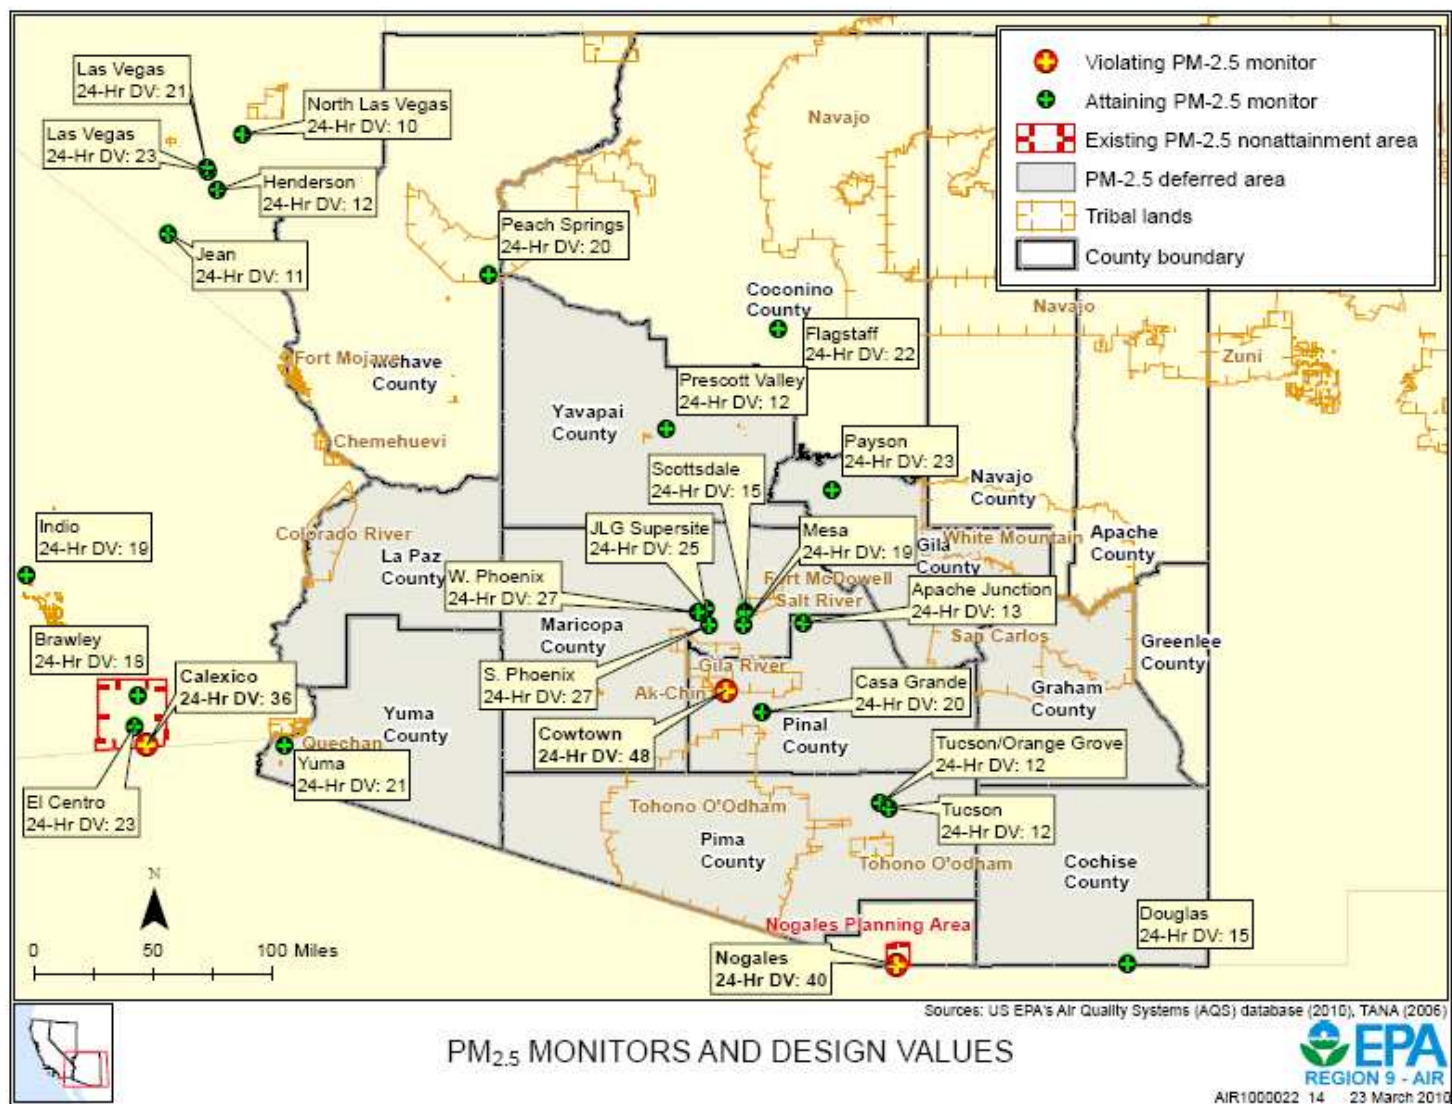 Las Vegas
24-Hr DV: 21
North Las Vegas
24-Hr DV: 10
Las Vegas
24-Hr DV: 23
Henderson
24-Hr DV: 12
Jean
24-Hr DV: 11
Peach Springs
24-Hr DV: 20
Navajo
Violating PM-2.5 monitor
Attaining PM-2.5 monitor
Existing PM-2.5 nonattainment area
PM-2.5 deferred area
Tribal lands
County boundary
Coconino
County
Navajo
Flagstaff
24-Hr DV: 22
Zuni
Fort Mojave
Mohave
County
Prescott Valley
24-Hr DV: 12
Yavapai
County
Chemehuevi
Payson
24-Hr DV: 23
Scottsdale
24-Hr DV: 15
Navajo
County
Indio
24-Hr DV: 19
Colorado River
La Paz
County
JLG Supersite
24-Hr DV: 25
Mesa
24-Hr DV: 19
Gila
County
White Mountain
Apache
County
W. Phoenix
24-Hr DV: 27
Fort McDowell
Salt River
Apache Junction
24-Hr DV: 13
Maricopa
County
San Carlos
Greenlee
County
Brawley
24-Hr DV: 18
Calexico
24-Hr DV: 36
S. Phoenix
24-Hr DV: 27
Gila River
Ak-Chin
Casa Grande
24-Hr DV: 20
Graham
County
Yuma
County
Quechan
Yuma
24-Hr DV: 21
Cowtown
24-Hr DV: 48
Pinal
County
Tucson/Orange Grove
24-Hr DV: 12
El Centro
24-Hr DV: 23
Tohono O'Odham
Tucson
24-Hr DV: 12
Pima
County
Tohono O'odham
Cochise
County
N
0 50 100 Miles
Nogales Planning Area
Nogales
24-Hr DV: 40
Douglas
24-Hr DV: 15
Sources: US EPA's Air Quality Systems (AQS) database (2010), TANA (2006)
PM2.5 MONITORS AND DESIGN VALUES
EPA
REGION 9 - AIR
AIR1000022_14 23 March 2010